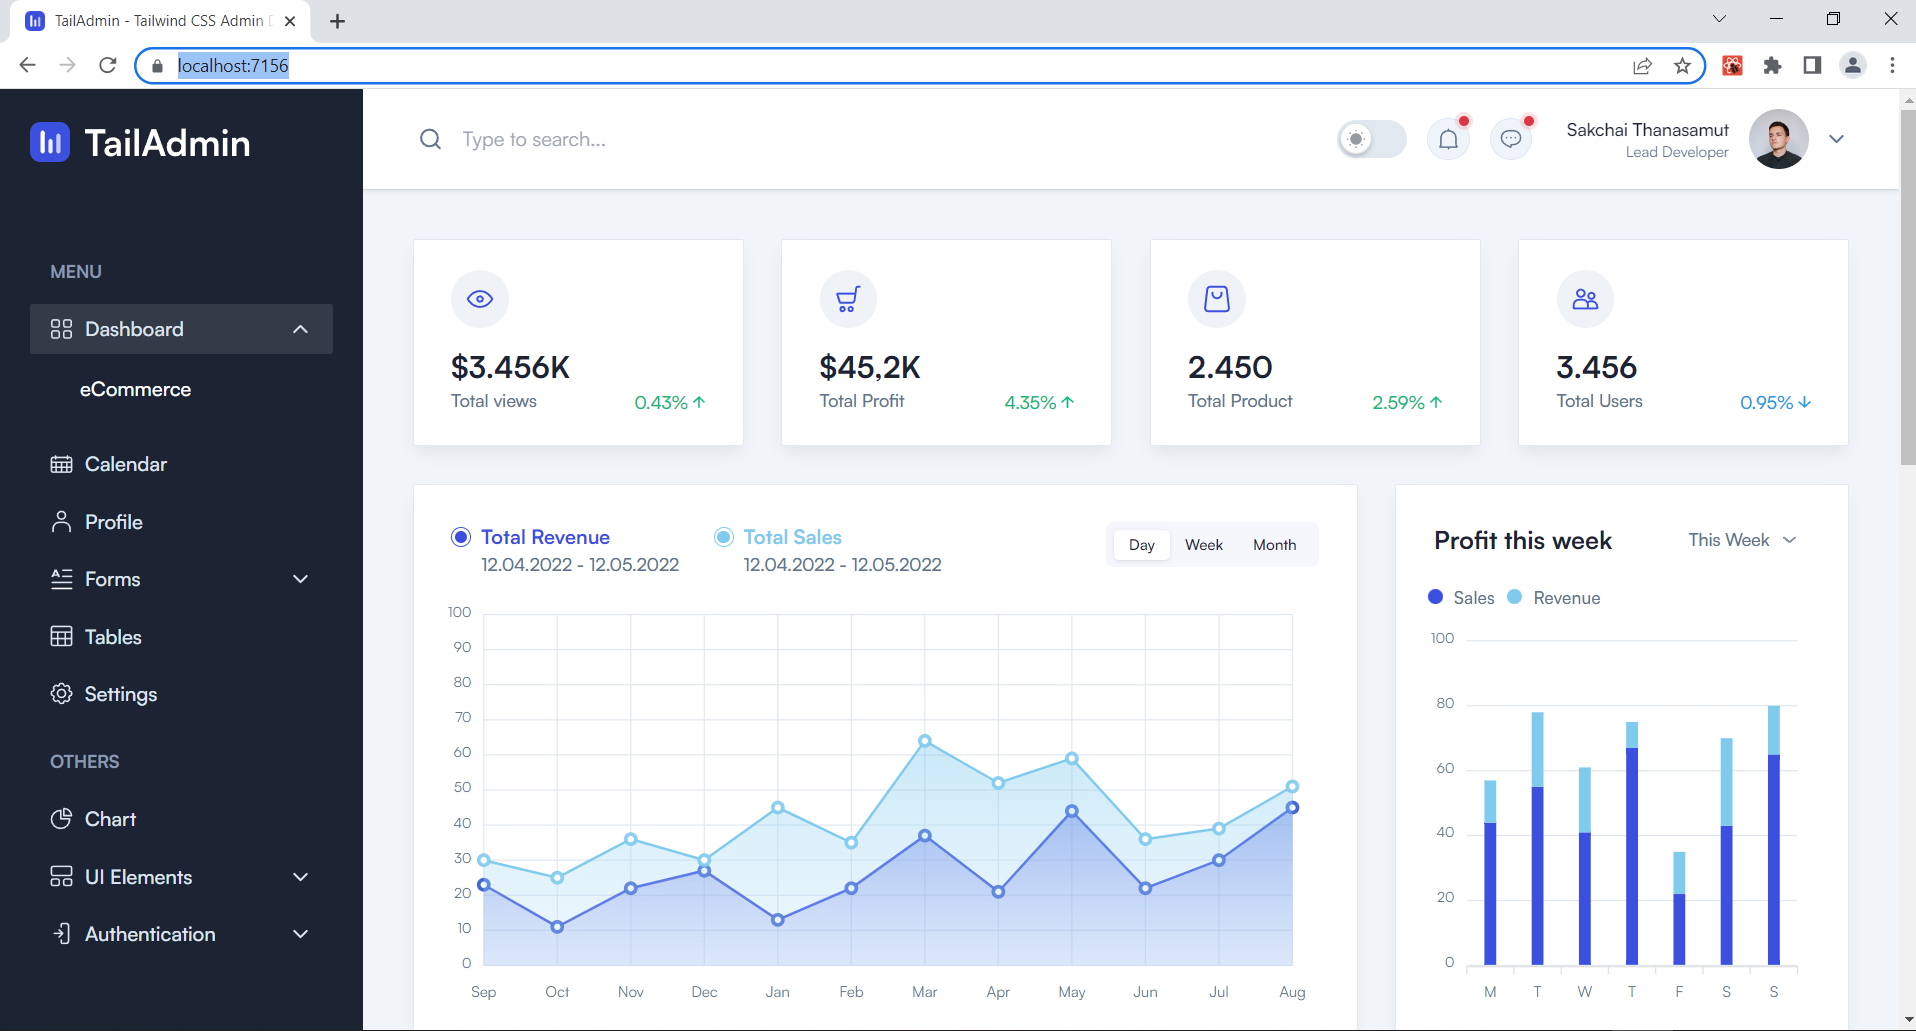 TailAdmin - Tailwind CSS Admin
localhost:7156
TailAdmin
MENU
Dashboard
eCommerce
Calendar
Profile
Forms
Tables
Settings
OTHERS
Chart
UI Elements
Authentication
Type to search...
Sakchai Thanasamut
Lead Developer
$3.456K
Total views
0.43%
$45,2K
Total Profit
4.35%
2.450
Total Product
2.59%
3.456
Total Users
0.95%
Total Revenue
12.04.2022 - 12.05.2022
Total Sales
12.04.2022 - 12.05.2022
Day Week Month
100
90
80
70
60
50
40
30
20
10
0
Sep Oct Nov Dec Jan Feb Mar Apr May Jun Jul Aug
Profit this week
This Week
Sales Revenue
100
80
60
40
20
0
M T W T F S S